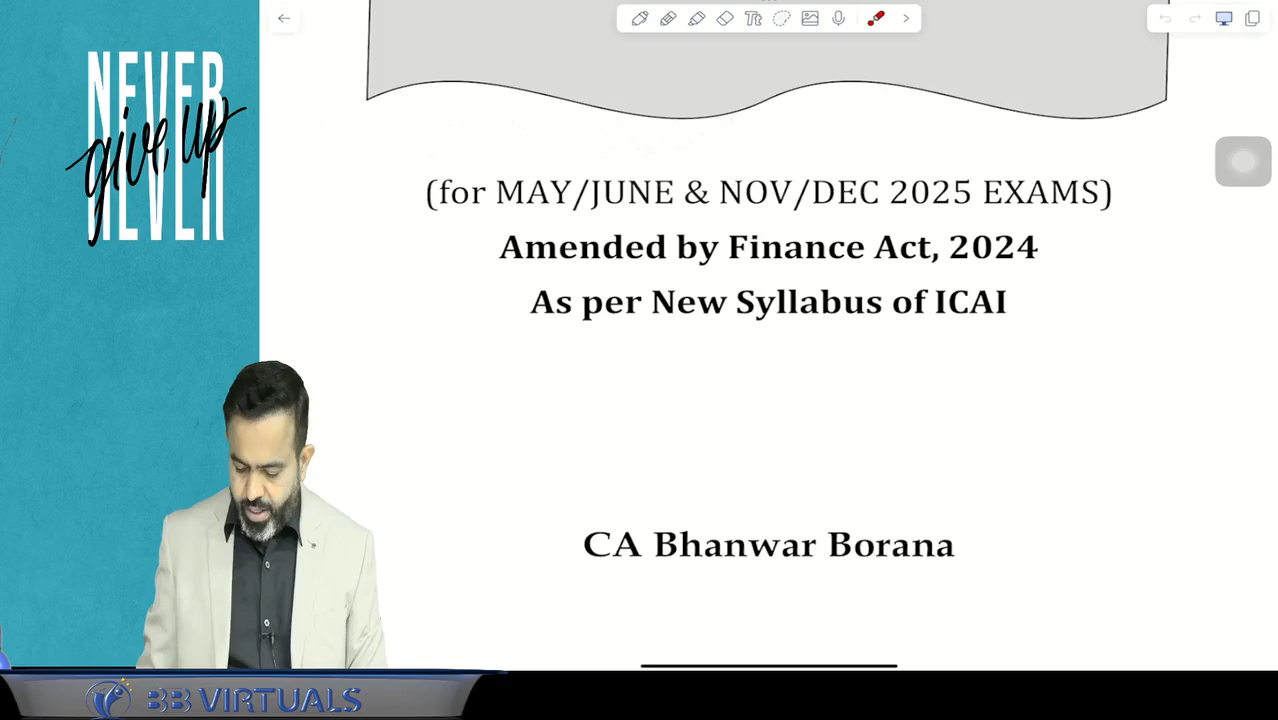 NEVER
give up
NEVER
(for MAY/JUNE & NOV/DEC 2025 EXAMS)
Amended by Finance Act, 2024
As per New Syllabus of ICAI
CA Bhanwar Borana
BB VIRTUALS